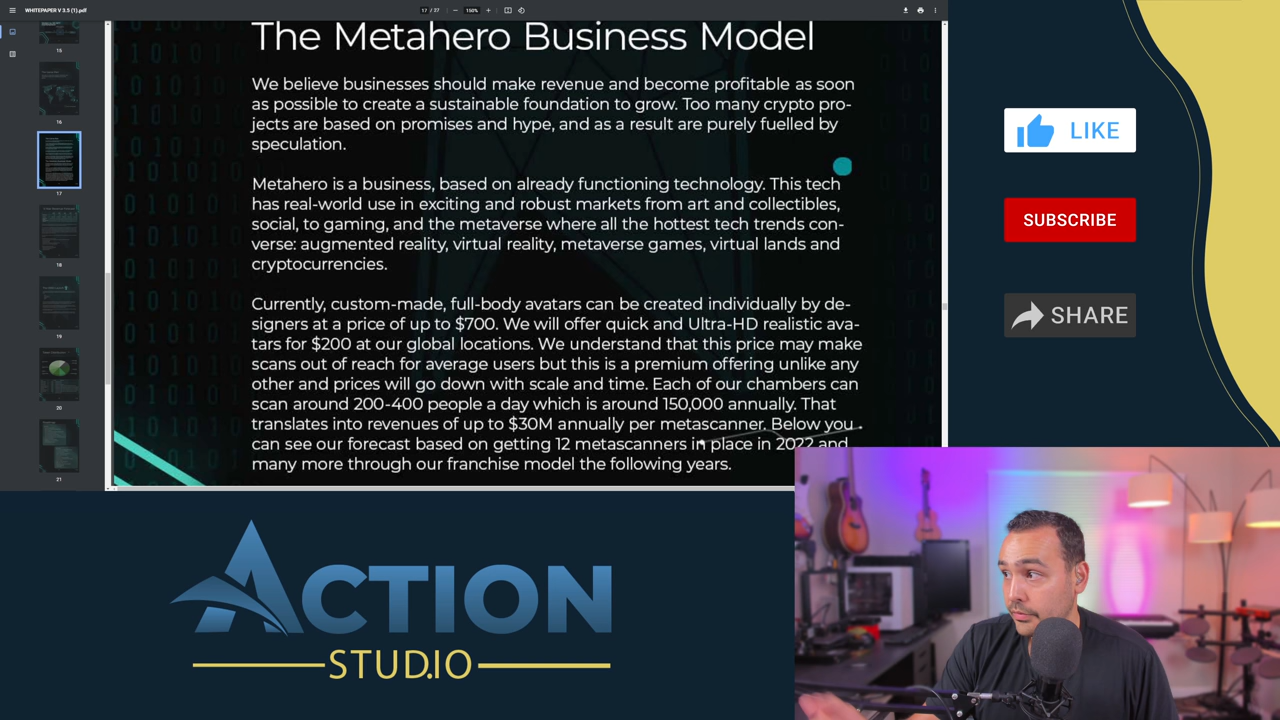 WHITEPAPER V 3.5 (1).pdf
17 / 27
150%
15
16
17
18
19
20
21
The Metahero Business Model
We believe businesses should make revenue and become profitable as soon
as possible to create a sustainable foundation to grow. Too many crypto pro-
jects are based on promises and hype, and as a result are purely fuelled by
speculation.
Metahero is a business, based on already functioning technology. This tech
has real-world use in exciting and robust markets from art and collectibles,
social, to gaming, and the metaverse where all the hottest tech trends con-
verse: augmented reality, virtual reality, metaverse games, virtual lands and
cryptocurrencies.
Currently, custom-made, full-body avatars can be created individually by de-
signers at a price of up to $700. We will offer quick and Ultra-HD realistic ava-
tars for $200 at our global locations. We understand that this price may make
scans out of reach for average users but this is a premium offering unlike any
other and prices will go down with scale and time. Each of our chambers can
scan around 200-400 people a day which is around 150,000 annually. That
translates into revenues of up to $30M annually per metascanner. Below you
can see our forecast based on getting 12 metascanners in place in 2022 and
many more through our franchise model the following years.
LIKE
SUBSCRIBE
SHARE
ACTION
STUD.IO